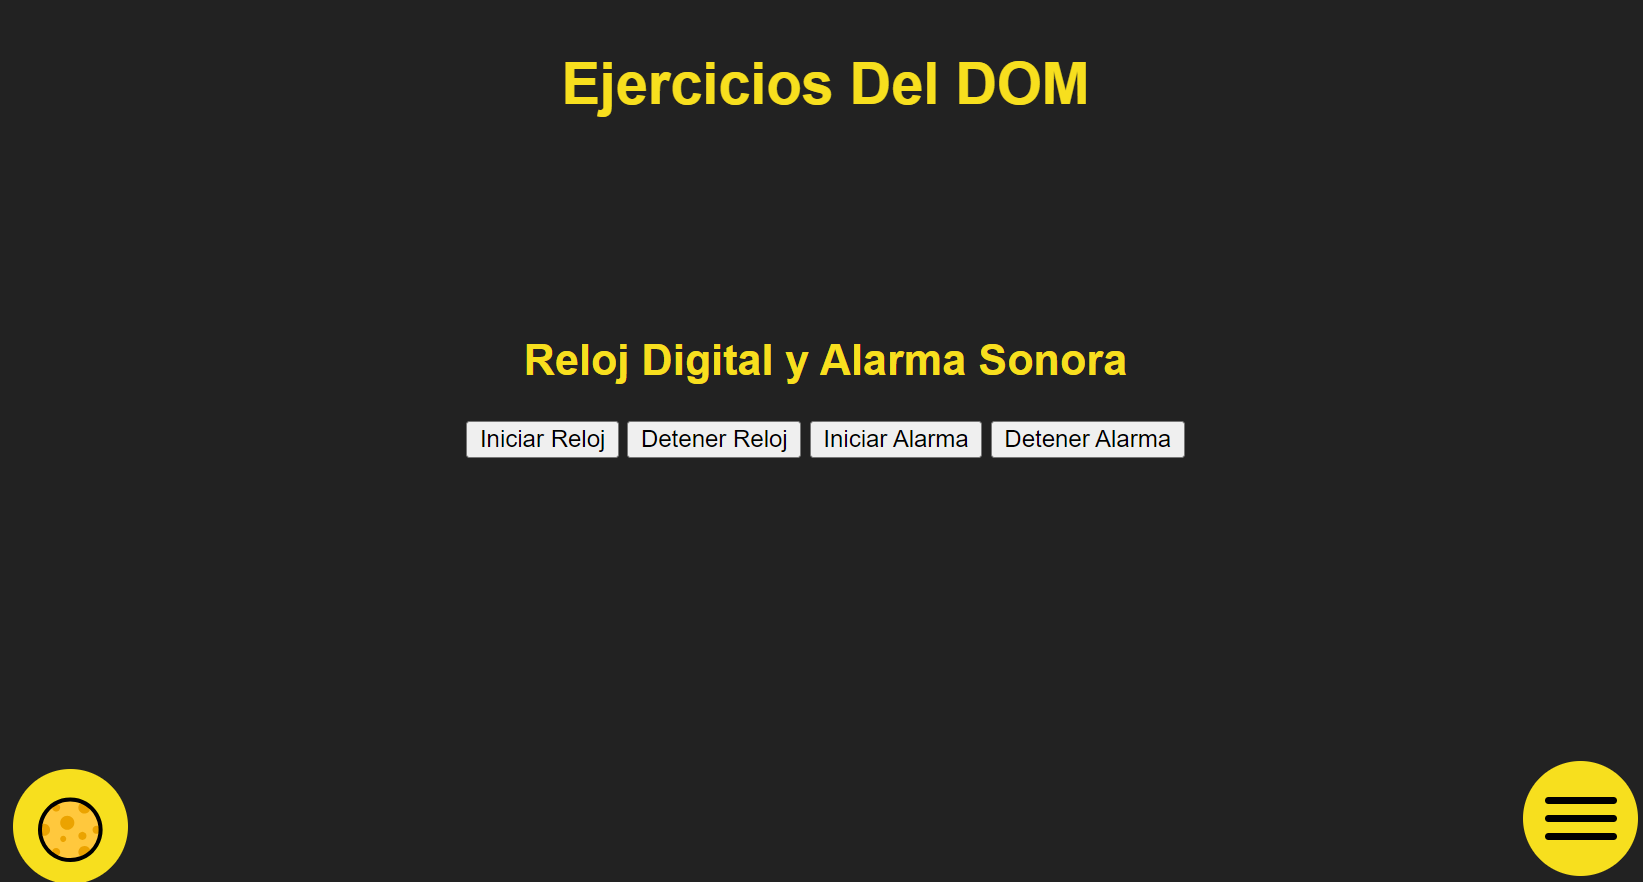 Ejercicios Del DOM
Reloj Digital y Alarma Sonora
Iniciar Reloj Detener Reloj Iniciar Alarma Detener Alarma